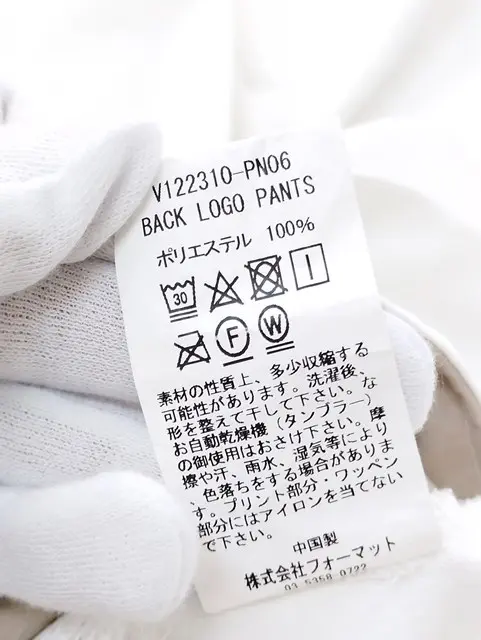 V122310-PN06
BACK LOGO PANTS
ポリエステル 100%
30
F W
素材の性質上、多少収縮する
可能性があります。洗濯後、
形を整えて干して下さい。な
お自動乾燥機（タンブラー）
の御使用はおさけ下さい。摩
擦や汗、雨水、湿気等により
、色落ちをする場合がありま
す。プリント部分・ワッペン
部分にはアイロンを当てない
で下さい。
中国製
株式会社フォーマット
03-5358-0722